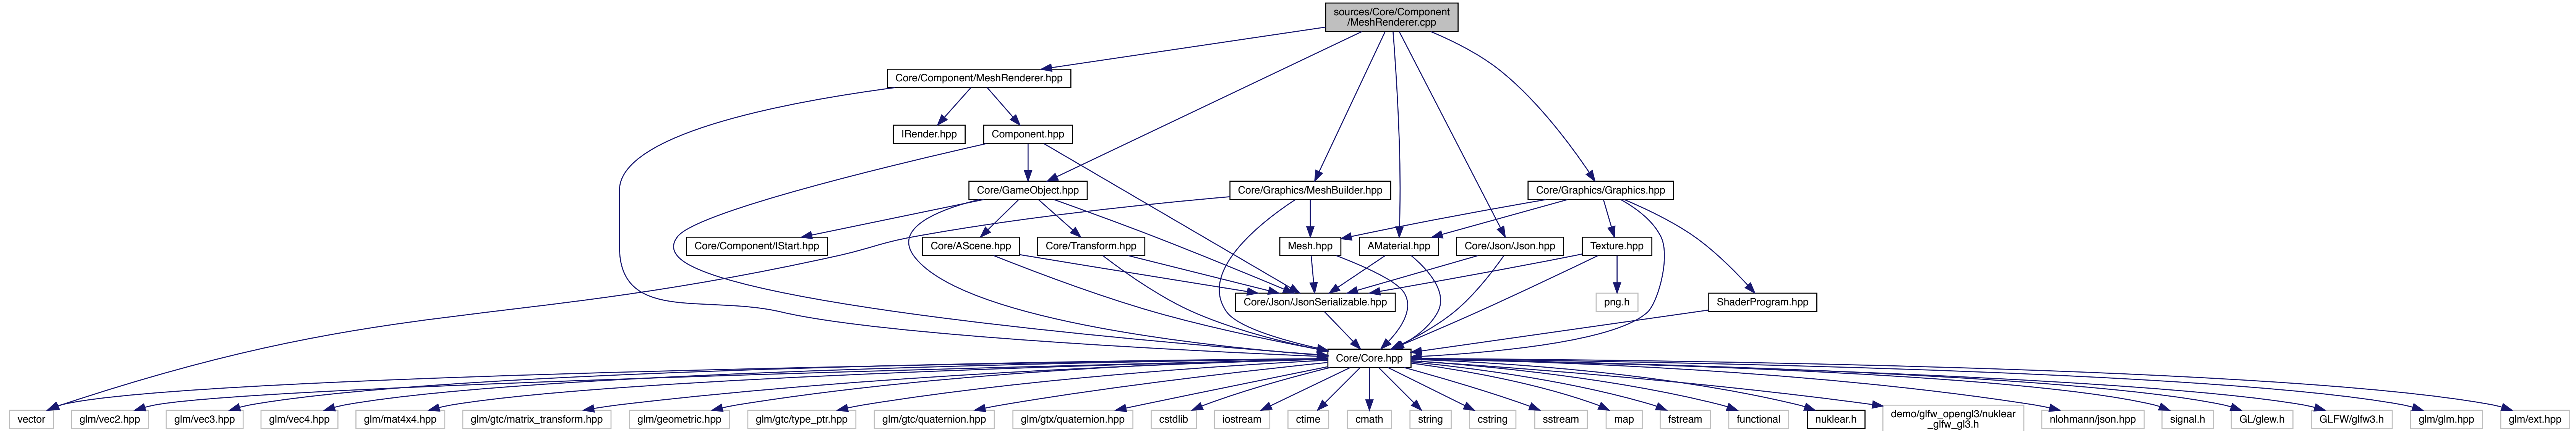 sources/Core/Component
/MeshRenderer.cpp
Core/Component/MeshRenderer.hpp
IRender.hpp
Component.hpp
Core/GameObject.hpp
Core/Graphics/MeshBuilder.hpp
Core/Graphics/Graphics.hpp
Core/Component/IStart.hpp
Core/AScene.hpp
Core/Transform.hpp
Mesh.hpp
AMaterial.hpp
Core/Json/Json.hpp
Texture.hpp
Core/Json/JsonSerializable.hpp
png.h
ShaderProgram.hpp
Core/Core.hpp
vector
glm/vec2.hpp
glm/vec3.hpp
glm/vec4.hpp
glm/mat4x4.hpp
glm/gtc/matrix_transform.hpp
glm/geometric.hpp
glm/gtc/type_ptr.hpp
glm/gtc/quaternion.hpp
glm/gtx/quaternion.hpp
cstdlib
iostream
ctime
cmath
string
cstring
sstream
map
fstream
functional
nuklear.h
demo/glfw_opengl3/nuklear
_glfw_gl3.h
nlohmann/json.hpp
signal.h
GL/glew.h
GLFW/glfw3.h
glm/glm.hpp
glm/ext.hpp